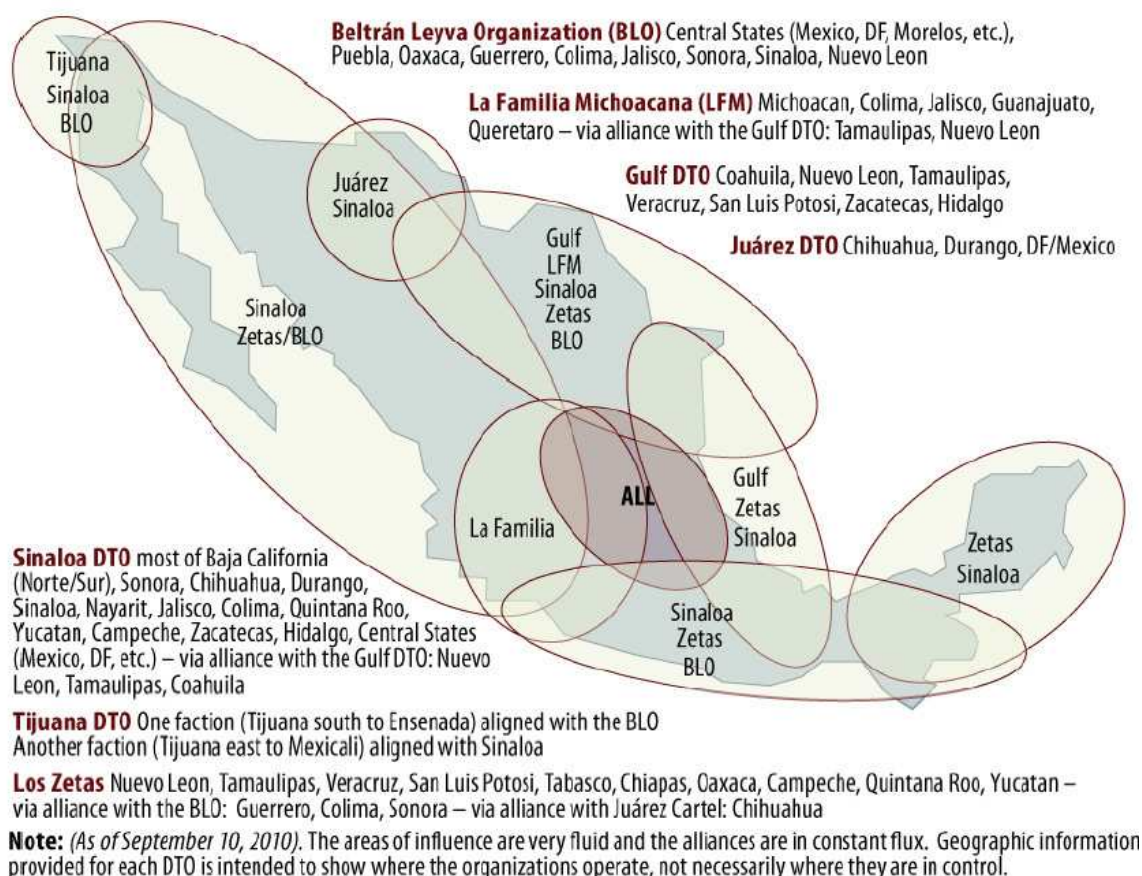 Beltrán Leyva Organization (BLO) Central States (Mexico, DF, Morelos, etc.),
Puebla, Oaxaca, Guerrero, Colima, Jalisco, Sonora, Sinaloa, Nuevo Leon
La Familia Michoacana (LFM) Michoacan, Colima, Jalisco, Guanajuato,
Queretaro – via alliance with the Gulf DTO: Tamaulipas, Nuevo Leon
Gulf DTO Coahuila, Nuevo Leon, Tamaulipas,
Veracruz, San Luis Potosi, Zacatecas, Hidalgo
Juárez DTO Chihuahua, Durango, DF/Mexico
Tijuana
Sinaloa
BLO
Juárez
Sinaloa
Gulf
LFM
Sinaloa
Zetas
BLO
Sinaloa
Zetas/BLO
ALL
La Familia
Gulf
Zetas
Sinaloa
Zetas
Sinaloa
Sinaloa
Zetas
BLO
Sinaloa DTO most of Baja California
(Norte/Sur), Sonora, Chihuahua, Durango,
Sinaloa, Nayarit, Jalisco, Colima, Quintana Roo,
Yucatan, Campeche, Zacatecas, Hidalgo, Central States
(Mexico, DF, etc.) – via alliance with the Gulf DTO: Nuevo
Leon, Tamaulipas, Coahuila
Tijuana DTO One faction (Tijuana south to Ensenada) aligned with the BLO
Another faction (Tijuana east to Mexicali) aligned with Sinaloa
Los Zetas Nuevo Leon, Tamaulipas, Veracruz, San Luis Potosi, Tabasco, Chiapas, Oaxaca, Campeche, Quintana Roo, Yucatan –
via alliance with the BLO: Guerrero, Colima, Sonora – via alliance with Juárez Cartel: Chihuahua
Note: (As of September 10, 2010). The areas of influence are very fluid and the alliances are in constant flux. Geographic information
provided for each DTO is intended to show where the organizations operate, not necessarily where they are in control.